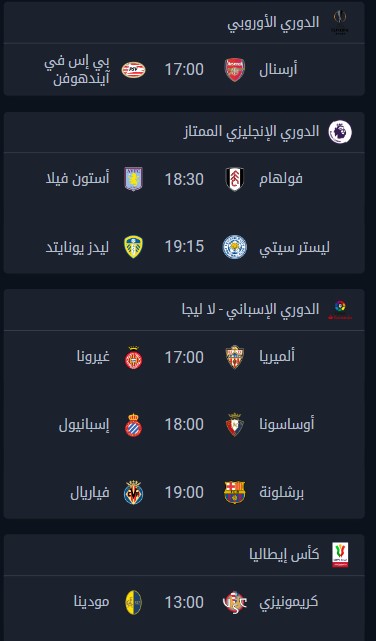 الدوري الأوروبي
أرسنال 17:00 بي إس في آيندهوفن
الدوري الإنجليزي الممتاز
فولهام 18:30 أستون فيلا
ليستر سيتي 19:15 ليدز يونايتد
الدوري الإسباني - لا ليجا
ألميريا 17:00 غيرونا
أوساسونا 18:00 إسبانيول
برشلونة 19:00 فياريال
كأس إيطاليا
كريمونيزي 13:00 مودينا